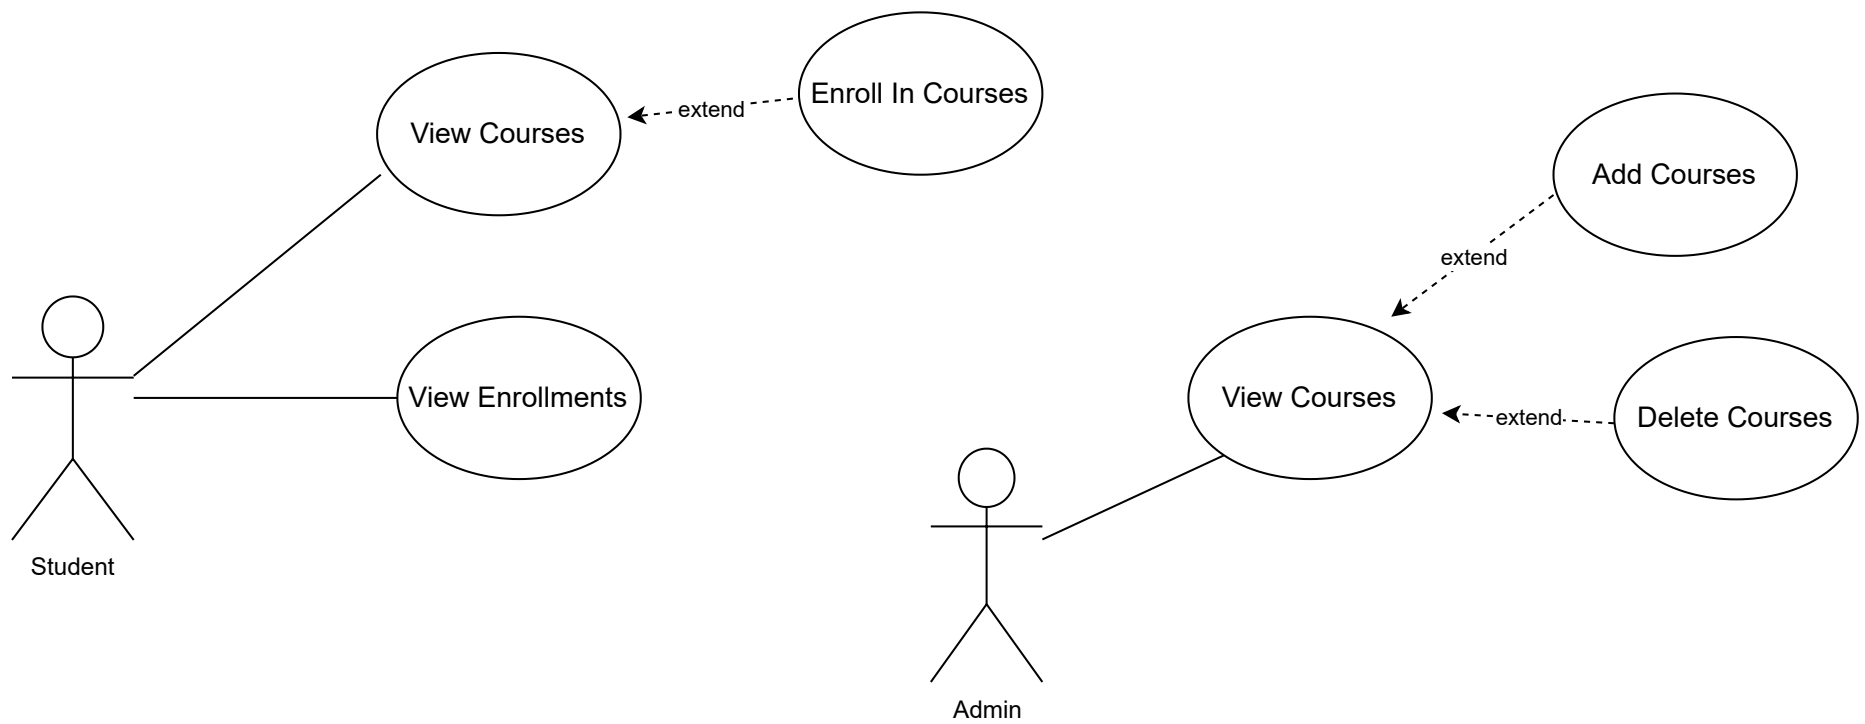 Enroll In Courses
View Courses
extend
Add Courses
extend
View Enrollments
View Courses
extend
Delete Courses
Student
Admin